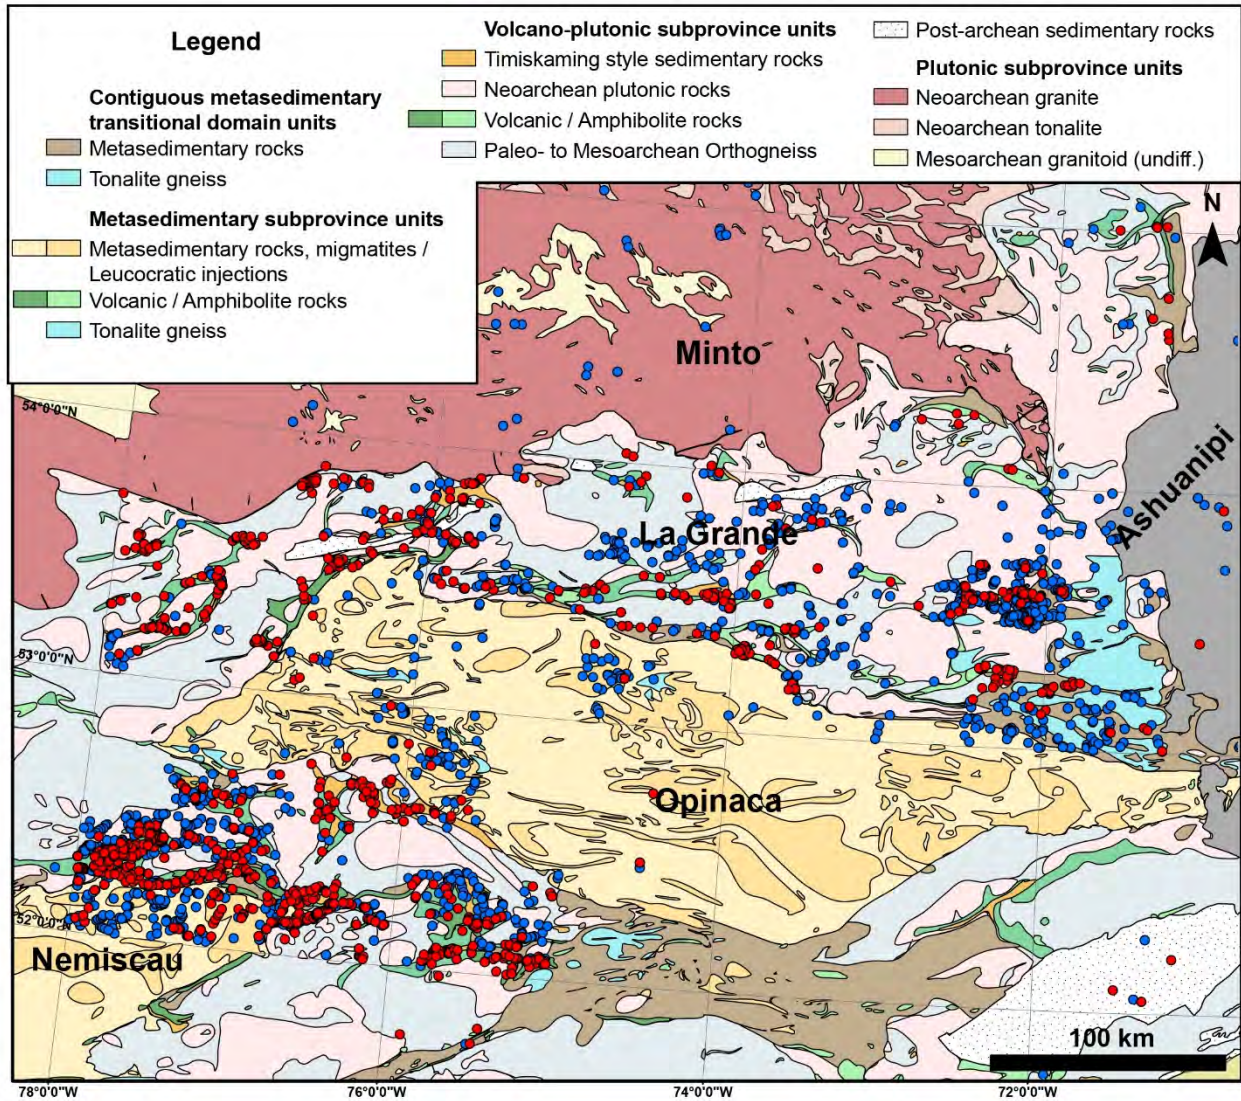 Legend
Contiguous metasedimentary
transitional domain units
Metasedimentary rocks
Tonalite gneiss
Metasedimentary subprovince units
Metasedimentary rocks, migmatites /
Leucocratic injections
Volcanic / Amphibolite rocks
Tonalite gneiss
Volcano-plutonic subprovince units
Timiskaming style sedimentary rocks
Neoarchean plutonic rocks
Volcanic / Amphibolite rocks
Paleo- to Mesoarchean Orthogneiss
Post-archean sedimentary rocks
Plutonic subprovince units
Neoarchean granite
Neoarchean tonalite
Mesoarchean granitoid (undiff.)
N
Minto
54°0'0"N
Ashuanipi
La Grande
53°0'0"N
Opinaca
52°0'0"N
Nemiscau
100 km
78°0'0"W
76°0'0"W
74°0'0"W
72°0'0"W